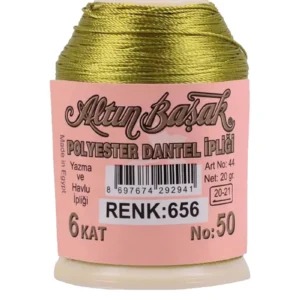 Altın Başak
POLYESTER DANTEL İPLİĞİ
Made in Egypt
Yazma
ve
Havlu
İpliği
Art No: 44
Net: 20 gr.
20-21
8 697674 292941
RENK:656
6 KAT
No: 50